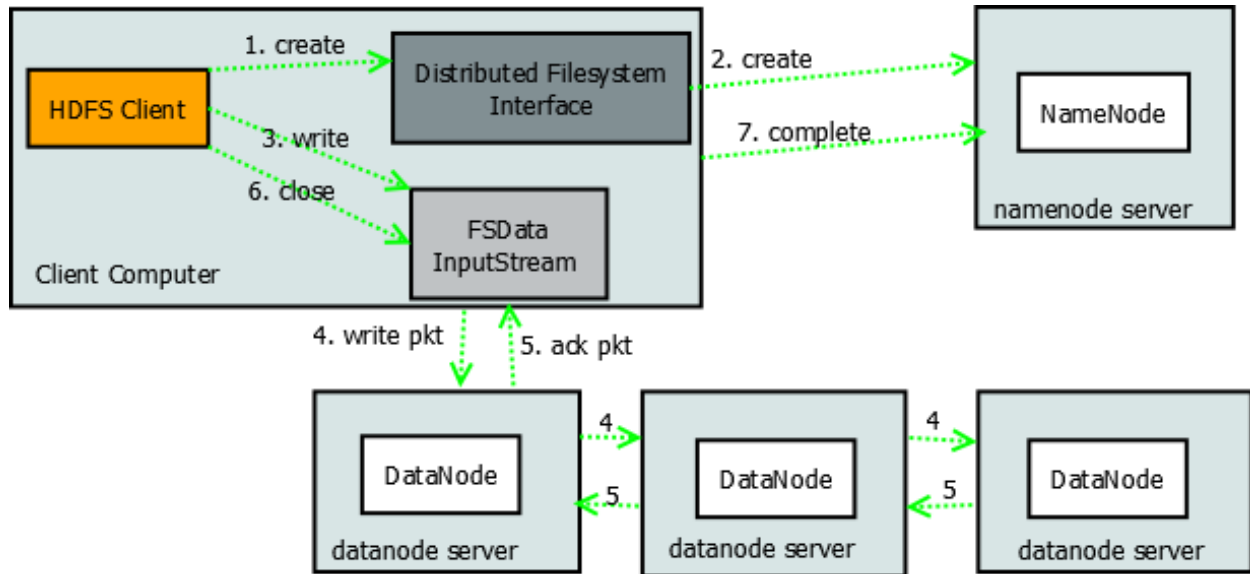 1. create
Distributed Filesystem
Interface
2. create
HDFS Client
NameNode
3. write
7. complete
6. close
namenode server
FSData
InputStream
Client Computer
4. write pkt
5. ack pkt
4
4
DataNode
DataNode
DataNode
5
5
datanode server
datanode server
datanode server